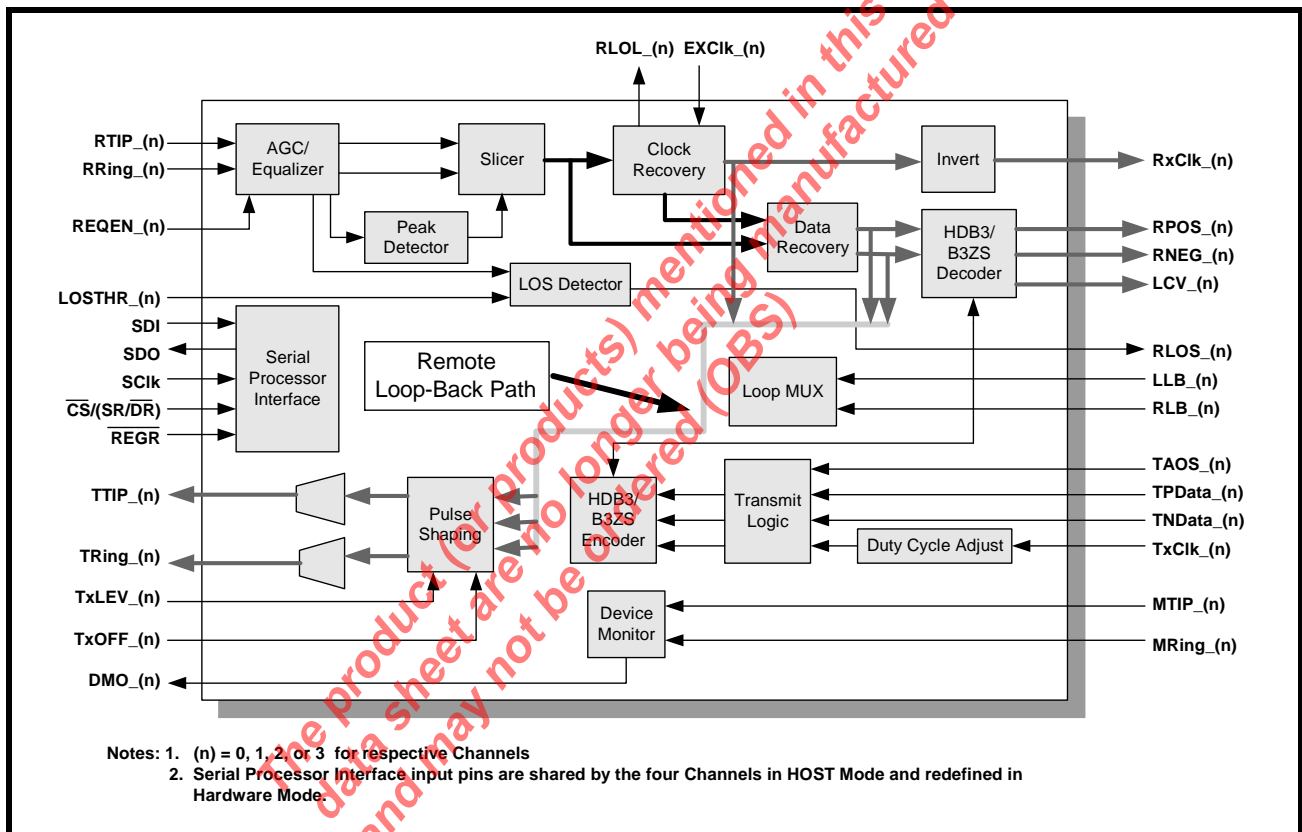 RLOL_(n) EXClk_(n)
RTIP_(n)
RRing_(n)
REQEN_(n)
LOSTHR_(n)
SDI
SDO
SClk
CS/(SR/DR)
REGR
TTIP_(n)
TRing_(n)
TxLEV_(n)
TxOFF_(n)
DMO_(n)
AGC/
Equalizer
Slicer
Clock
Recovery
Invert
Peak
Detector
Data
Recovery
HDB3/
B3ZS
Decoder
LOS Detector
Serial
Processor
Interface
Remote
Loop-Back Path
Loop MUX
Pulse
Shaping
HDB3/
B3ZS
Encoder
Transmit
Logic
Duty Cycle Adjust
Device
Monitor
RxClk_(n)
RPOS_(n)
RNEG_(n)
LCV_(n)
RLOS_(n)
LLB_(n)
RLB_(n)
TAOS_(n)
TPData_(n)
TNData_(n)
TxClk_(n)
MTIP_(n)
MRing_(n)
Notes: 1. (n) = 0, 1, 2, or 3 for respective Channels
2. Serial Processor Interface input pins are shared by the four Channels in HOST Mode and redefined in
Hardware Mode.
The product (or products) mentioned in this
data sheet are no longer being manufactured
and may not be ordered (OBS)